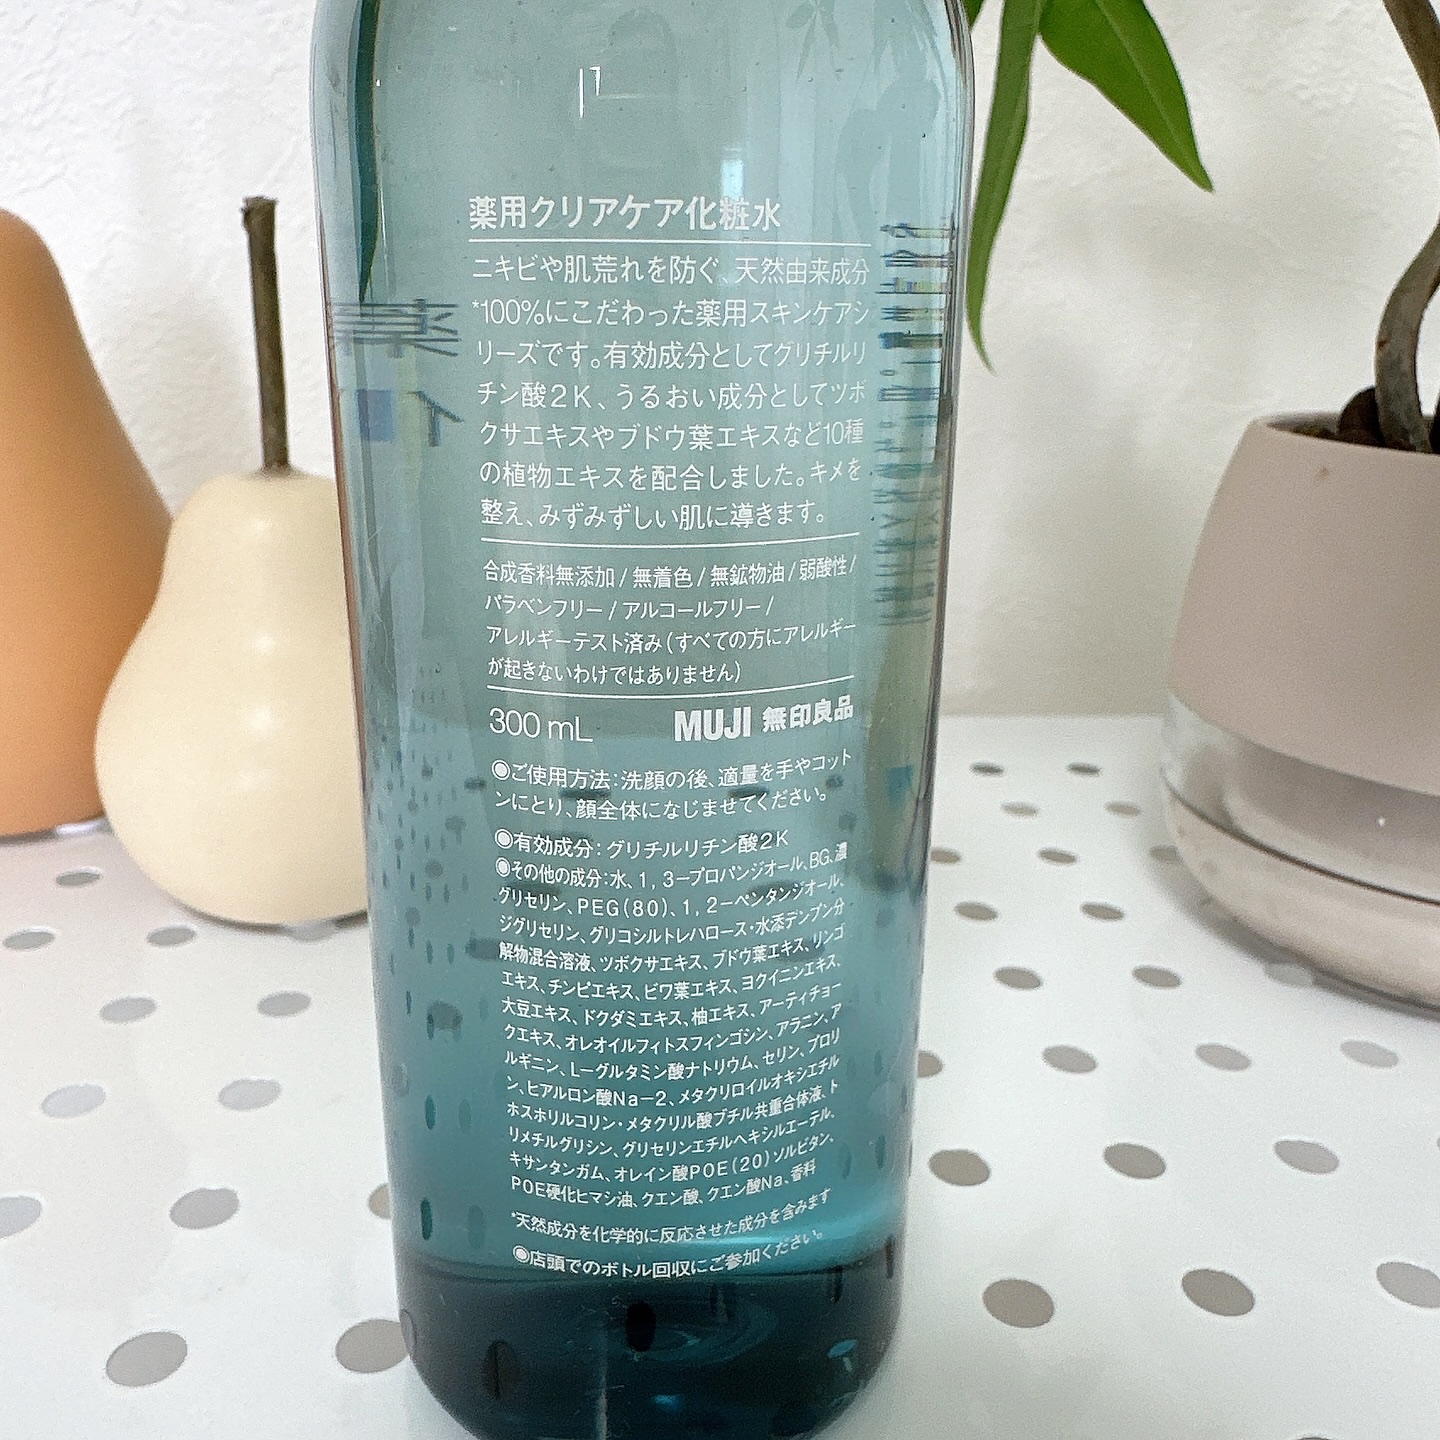 薬用クリアケア化粧水
ニキビや肌荒れを防ぐ、天然由来成分
*100%にこだわった薬用スキンケアシ
リーズです。有効成分としてグリチルリ
チン酸2K、うるおい成分としてツボ
クサエキスやブドウ葉エキスなど10種
の植物エキスを配合しました。キメを
整え、みずみずしい肌に導きます。
合成香料無添加 / 無着色 / 無鉱物油 / 弱酸性 /
パラベンフリー / アルコールフリー /
アレルギーテスト済み（すべての方にアレルギー
が起きないわけではありません）
300 mL MUJI 無印良品
◉ご使用方法：洗顔の後、適量を手やコット
ンにとり、顔全体になじませてください。
◉有効成分：グリチルリチン酸2K
◉その他の成分：水、1，3－プロパンジオール、BG、濃
グリセリン、PEG（80）、1，2－ペンタンジオール、
ジグリセリン、グリコシルトレハロース・水添デンプン分
解物混合溶液、ツボクサエキス、ブドウ葉エキス、リンゴ
エキス、チンピエキス、ビワ葉エキス、ヨクイニンエキス、
大豆エキス、ドクダミエキス、柚エキス、アーティチョー
クエキス、オレオイルフィトスフィンゴシン、アラニン、ア
ルギニン、L－グルタミン酸ナトリウム、セリン、プロリ
ン、ヒアルロン酸Na－2、メタクリロイルオキシエチル
ホスホリルコリン・メタクリル酸ブチル共重合体液、ト
リメチルグリシン、グリセリンエチルヘキシルエーテル、
キサンタンガム、オレイン酸POE（20）ソルビタン、
POE硬化ヒマシ油、クエン酸、クエン酸Na、香料
*天然成分を化学的に反応させた成分を含みます
◉店頭でのボトル回収にご参加ください。